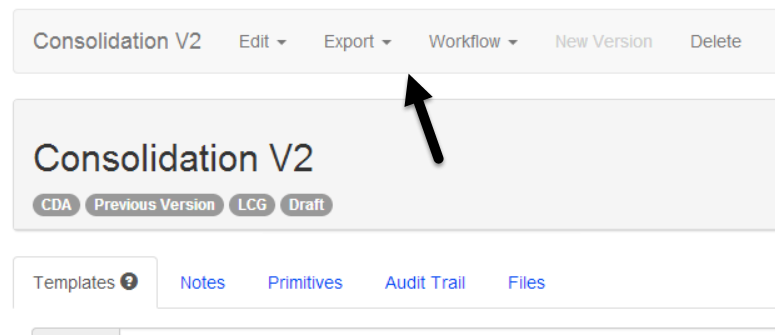 Consolidation V2 Edit Export Workflow New Version Delete
Consolidation V2
CDA Previous Version LCG Draft
Templates ? Notes Primitives Audit Trail Files